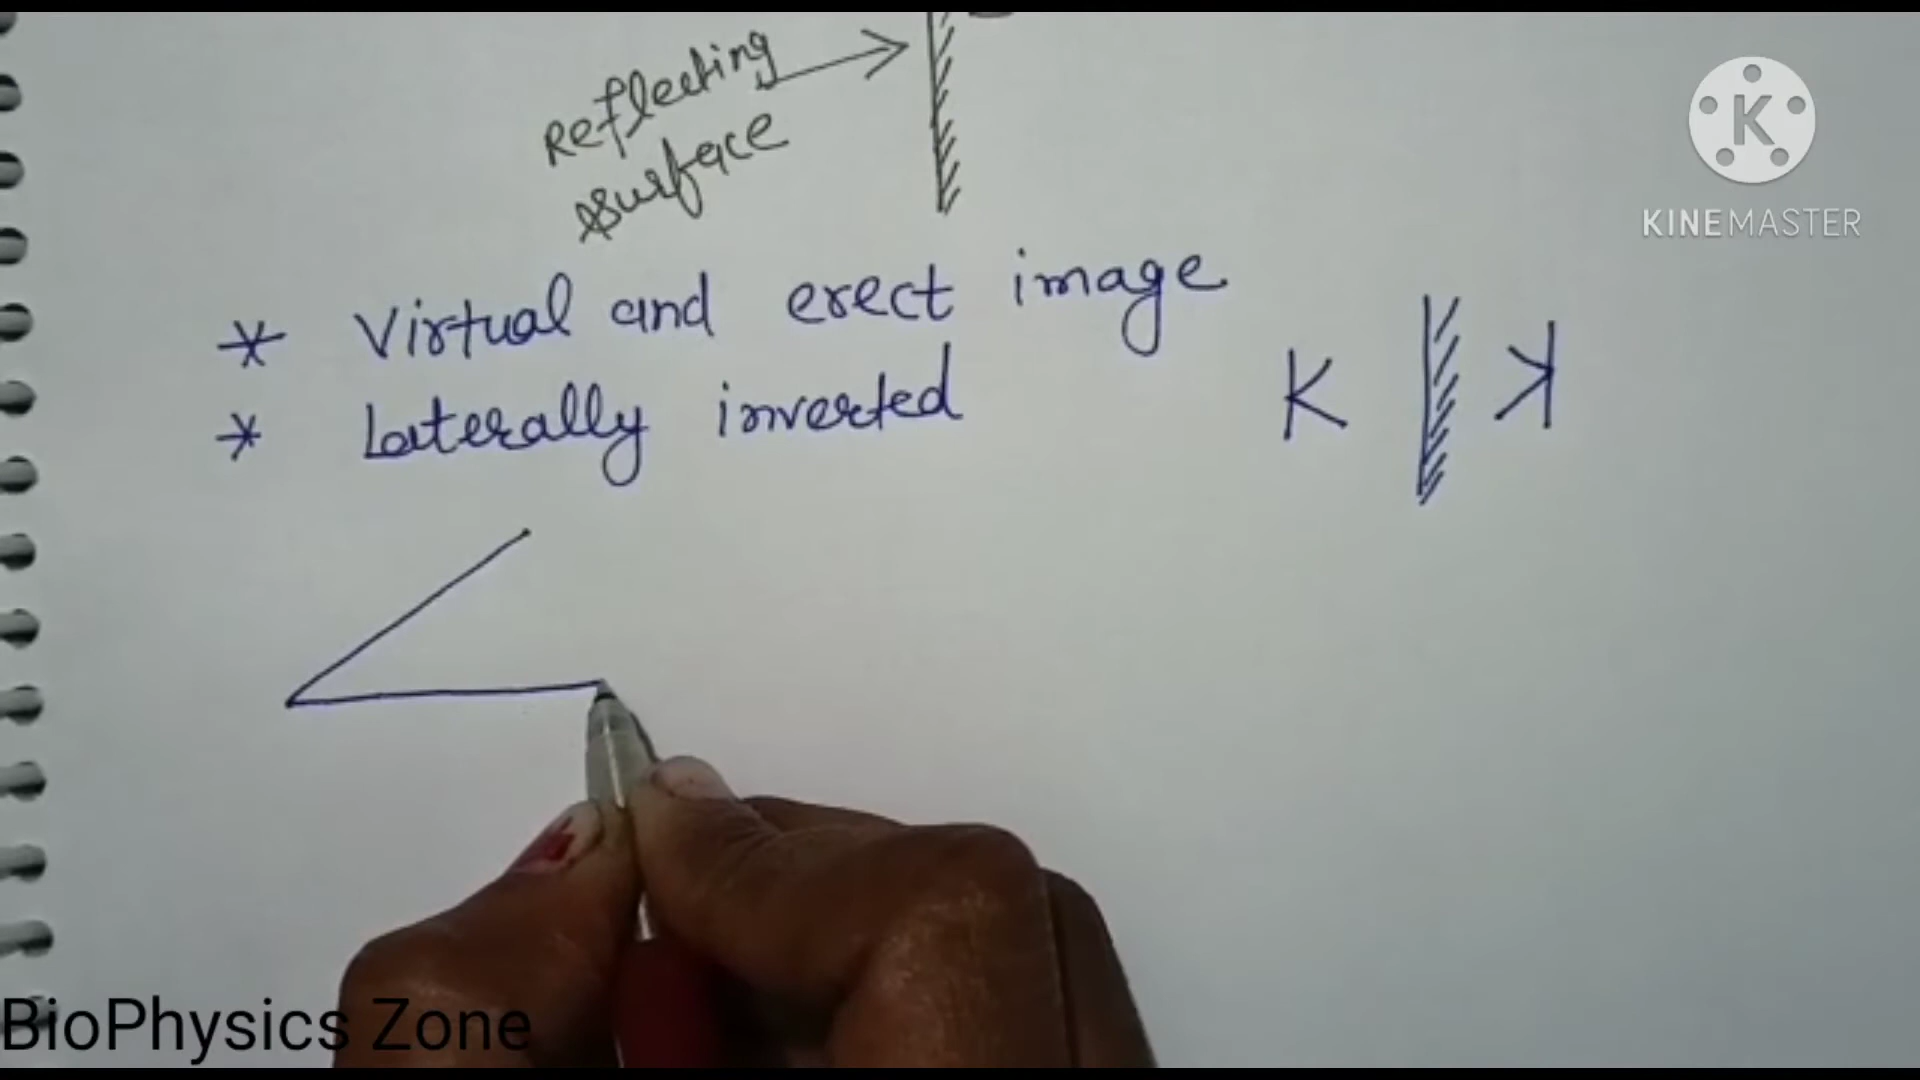 Reflecting
surface
* Virtual and erect image
* Laterally inverted
K K
K
KINEMASTER
BioPhysics Zone